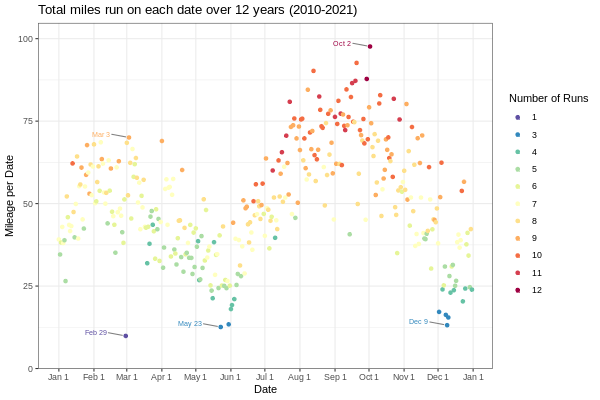 Total miles run on each date over 12 years (2010-2021)
Mileage per Date
100
75
50
25
0
Oct 2
Mar 3
Feb 29
May 23
Dec 9
Jan 1 Feb 1 Mar 1 Apr 1 May 1 Jun 1 Jul 1 Aug 1 Sep 1 Oct 1 Nov 1 Dec 1 Jan 1
Date
Number of Runs
1
3
4
5
6
7
8
9
10
11
12